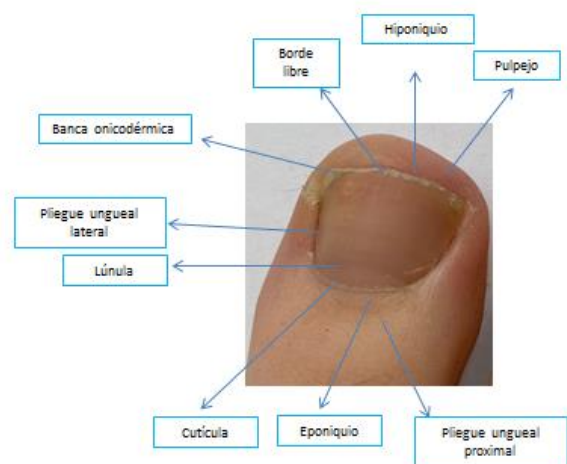 Hiponiquio
Borde
libre
Pulpejo
Banca onicodérmica
Pliegue ungueal
lateral
Lúnula
Cutícula
Eponiquio
Pliegue ungueal
proximal